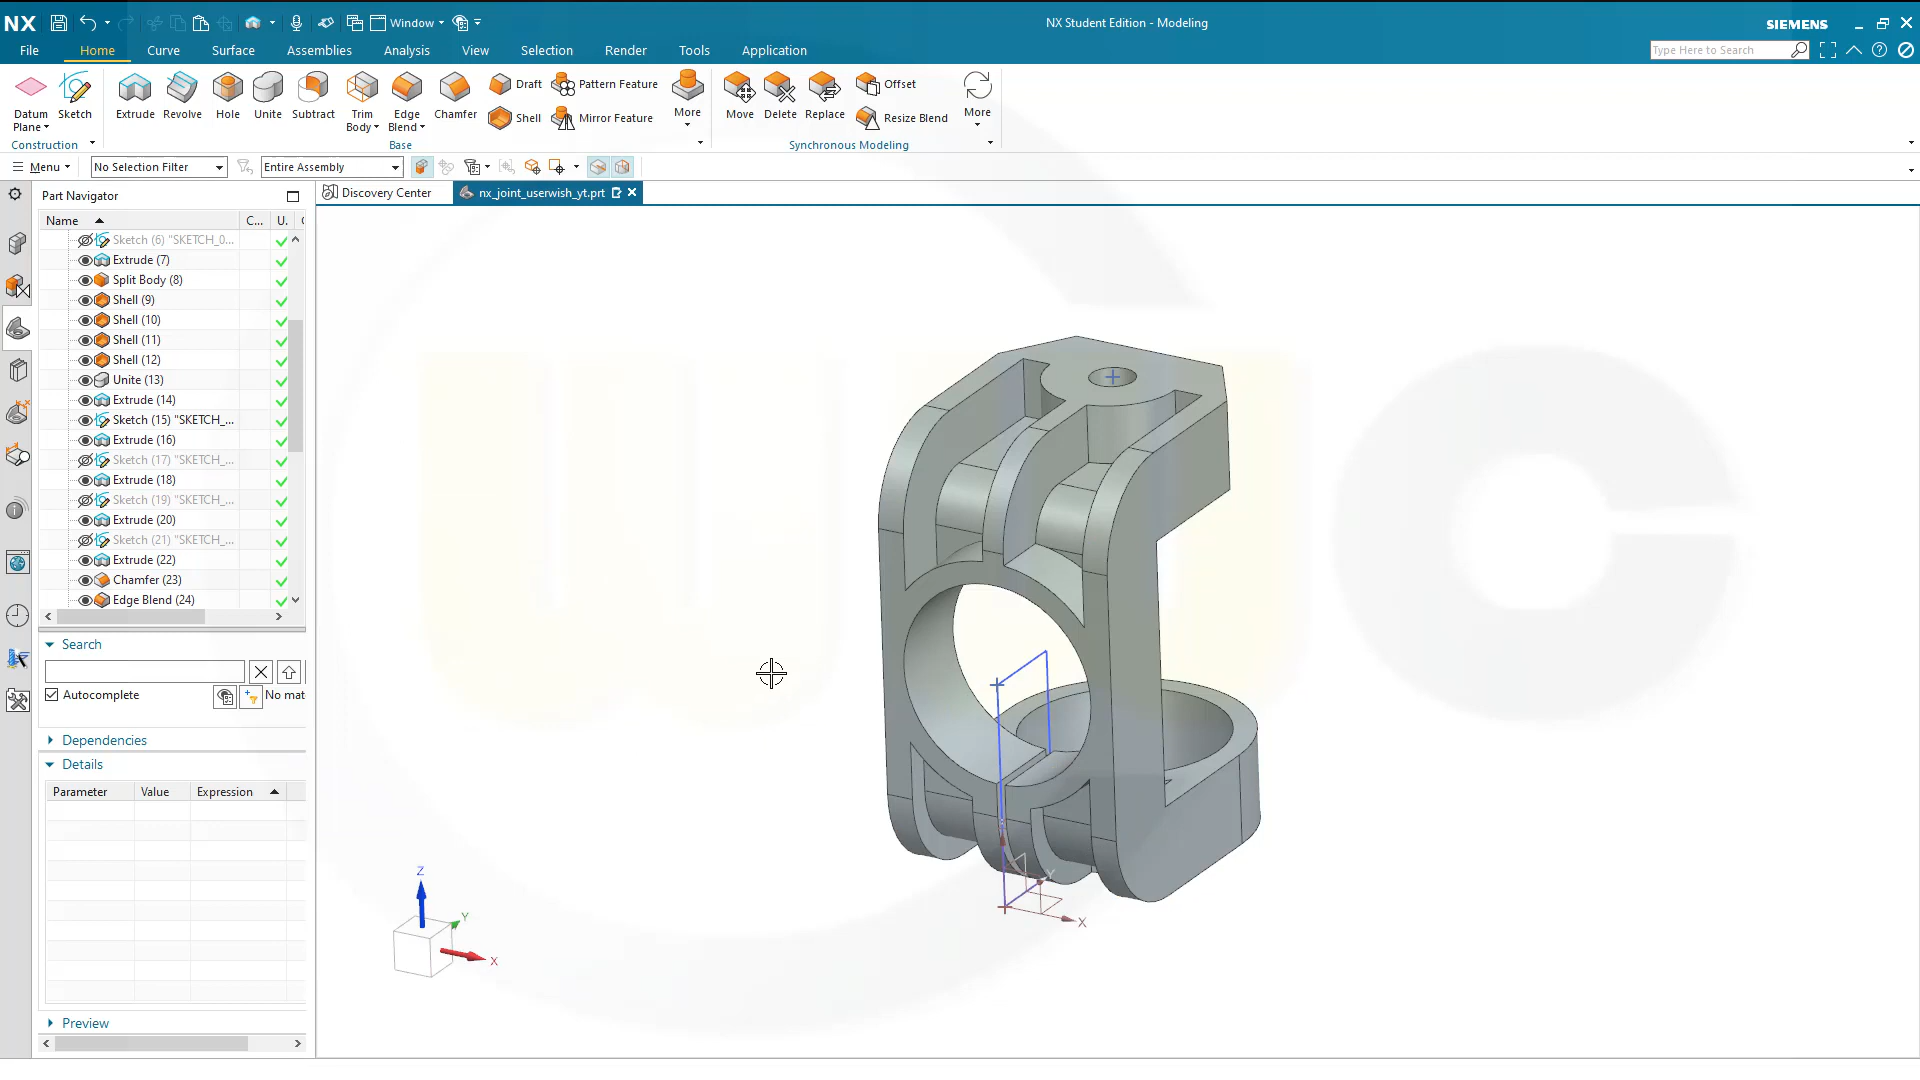 NX
Window
NX Student Edition - Modeling
SIEMENS
File
Home
Curve
Surface
Assemblies
Analysis
View
Selection
Render
Tools
Application
Type Here to Search
Datum Plane
Sketch
Extrude
Revolve
Hole
Unite
Subtract
Trim Body
Edge Blend
Chamfer
Draft
Shell
Pattern Feature
Mirror Feature
More
Move
Delete
Replace
Offset
Resize Blend
More
Construction
Base
Synchronous Modeling
Menu
No Selection Filter
Entire Assembly
Part Navigator
Discovery Center
nx_joint_userwish_yt.prt
Name
C...
U.
Sketch (6) "SKETCH_0...
Extrude (7)
Split Body (8)
Shell (9)
Shell (10)
Shell (11)
Shell (12)
Unite (13)
Extrude (14)
Sketch (15) "SKETCH_...
Extrude (16)
Sketch (17) "SKETCH_...
Extrude (18)
Sketch (19) "SKETCH_...
Extrude (20)
Sketch (21) "SKETCH_...
Extrude (22)
Chamfer (23)
Edge Blend (24)
Search
Autocomplete
No mat
Dependencies
Details
Parameter
Value
Expression
Preview
Z
Y
X
Y
X